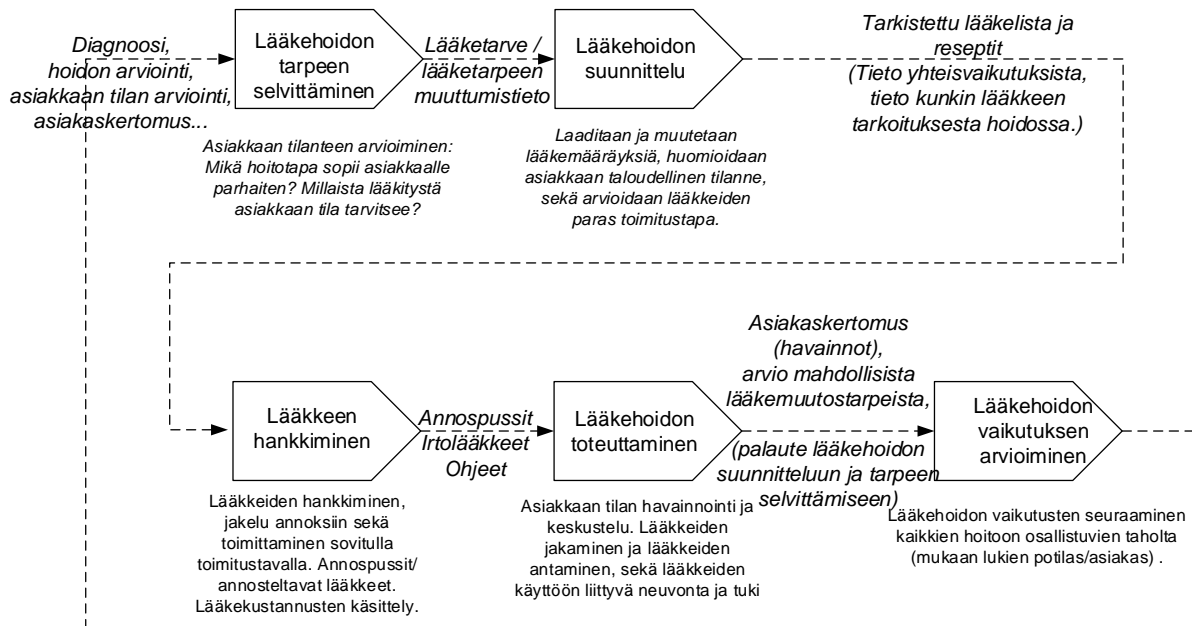 Diagnoosi,
hoidon arviointi,
asiakkaan tilan arviointi,
asiakaskertomus...
Lääkehoidon
tarpeen
selvittäminen
Lääketarve /
lääketarpeen
muuttumistieto
Lääkehoidon
suunnittelu
Tarkistettu lääkelista ja
reseptit
(Tieto yhteisvaikutuksista,
tieto kunkin lääkkeen
tarkoituksesta hoidossa.)
Asiakkaan tilanteen arvioiminen:
Mikä hoitotapa sopii asiakkaalle
parhaiten? Millaista lääkitystä
asiakkaan tila tarvitsee?
Laaditaan ja muutetaan
lääkemääräyksiä, huomioidaan
asiakkaan taloudellinen tilanne,
sekä arvioidaan lääkkeiden
paras toimitustapa.
Lääkkeen
hankkiminen
Annospussit
Irtolääkkeet
Ohjeet
Lääkehoidon
toteuttaminen
Asiakaskertomus
(havainnot),
arvio mahdollisista
lääkemuutostarpeista,
(palaute lääkehoidon
suunnitteluun ja tarpeen
selvittämiseen)
Lääkehoidon
vaikutuksen
arvioiminen
Lääkkeiden hankkiminen,
jakelu annoksiin sekä
toimittaminen sovitulla
toimitustavalla. Annospussit/
annosteltavat lääkkeet.
Lääkekustannusten käsittely.
Asiakkaan tilan havainnointi ja
keskustelu. Lääkkeiden
jakaminen ja lääkkeiden
antaminen, sekä lääkkeiden
käyttöön liittyvä neuvonta ja tuki
Lääkehoidon vaikutusten seuraaminen
kaikkien hoitoon osallistuvien taholta
(mukaan lukien potilas/asiakas) .